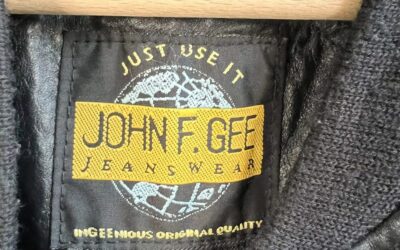 JUST USE IT
JOHN F. GEE
JEANSWEAR
INGEENIOUS ORIGINAL QUALITY